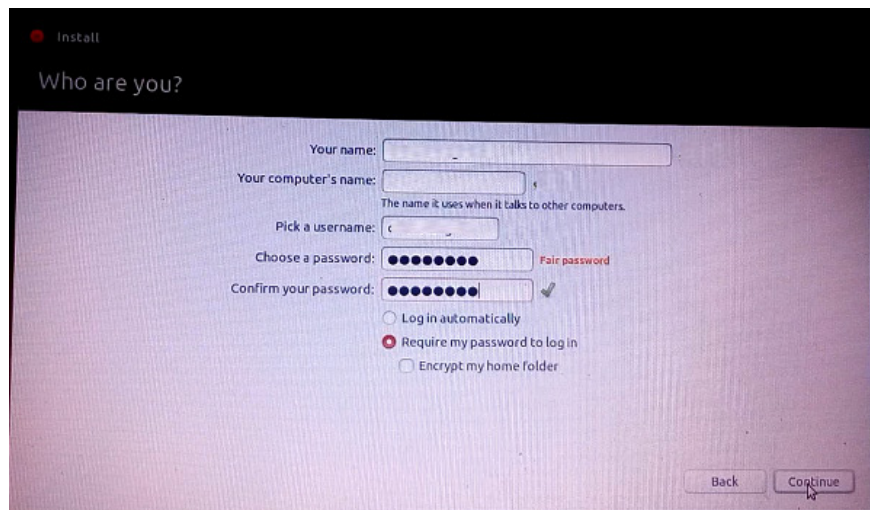 Install
Who are you?
Your name:
Your computer's name:
The name it uses when it talks to other computers.
Pick a username:
Choose a password: ●●●●●●●● Fair password
Confirm your password: ●●●●●●●●
Log in automatically
Require my password to log in
Encrypt my home folder
Back Continue